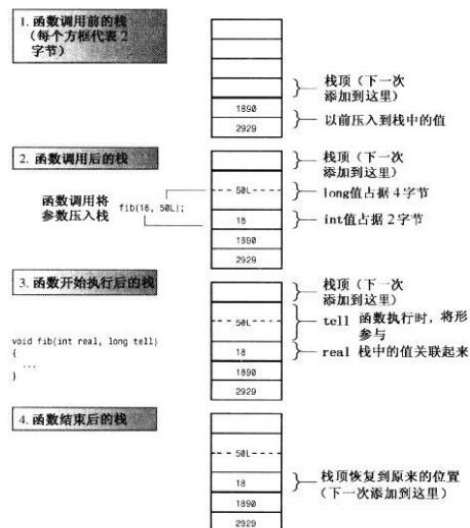 1. 函数调用前的栈
（每个方框代表 2
字节）
栈顶（下一次
添加到这里）
1890
以前压入到栈中的值
2929
2. 函数调用后的栈
栈顶（下一次
添加到这里）
50L
long值占据 4 字节
函数调用将
参数压入栈
fib(18, 50L);
18
int值占据 2 字节
1890
2929
3. 函数开始执行后的栈
栈顶（下一次
添加到这里）
50L
tell 函数执行时，将形
参与
void fib(int real, long tell)
18
real 栈中的值关联起来
{
...
}
1890
2929
4. 函数结束后的栈
50L
18
栈顶恢复到原来的位置
（下一次添加到这里）
1890
2929